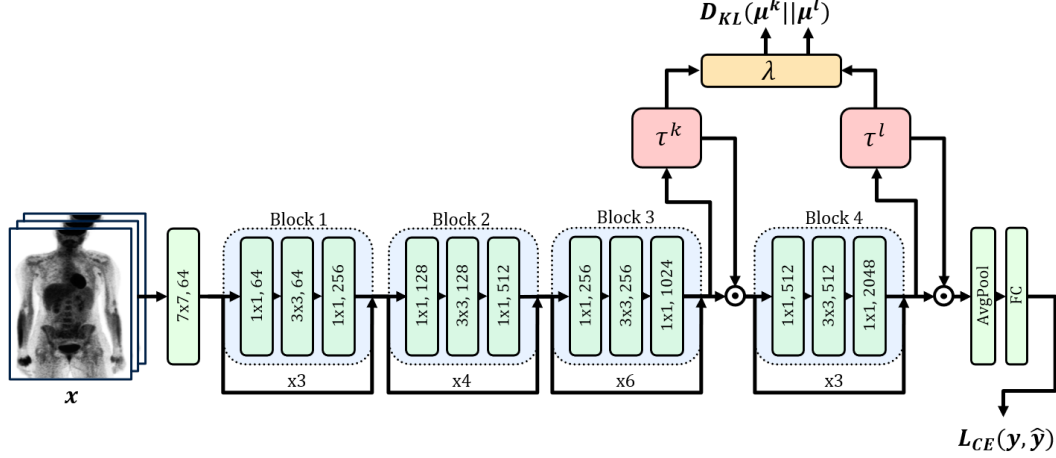 D_KL(μ^k||μ^l)
λ
τ^k
τ^l
Block 1
Block 2
Block 3
Block 4
7x7, 64
1x1, 64
3x3, 64
1x1, 256
1x1, 128
3x3, 128
1x1, 512
1x1, 256
3x3, 256
1x1, 1024
1x1, 512
3x3, 512
1x1, 2048
AvgPool
FC
x3
x4
x6
x3
x
L_CE(y, ŷ)